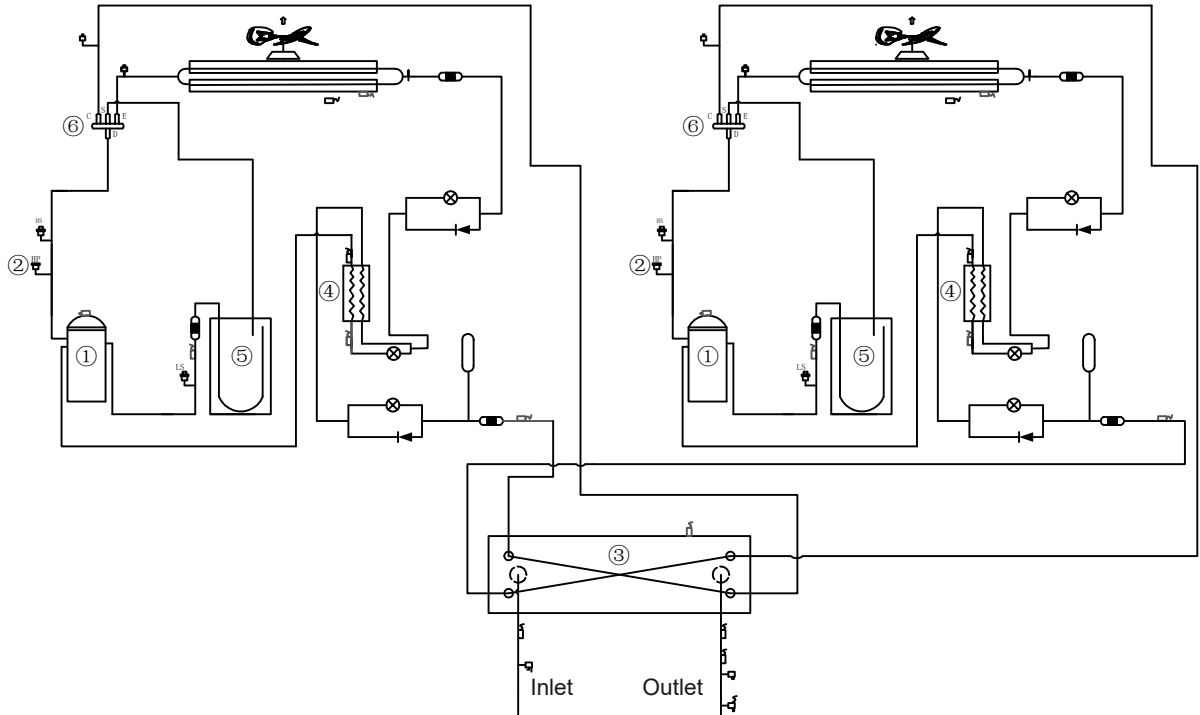 C S E C S E
⑥ D ⑥ D
HS HS
② HP ② HP
④ ④
① ⑤ ① ⑤
LS LS
③
Inlet Outlet